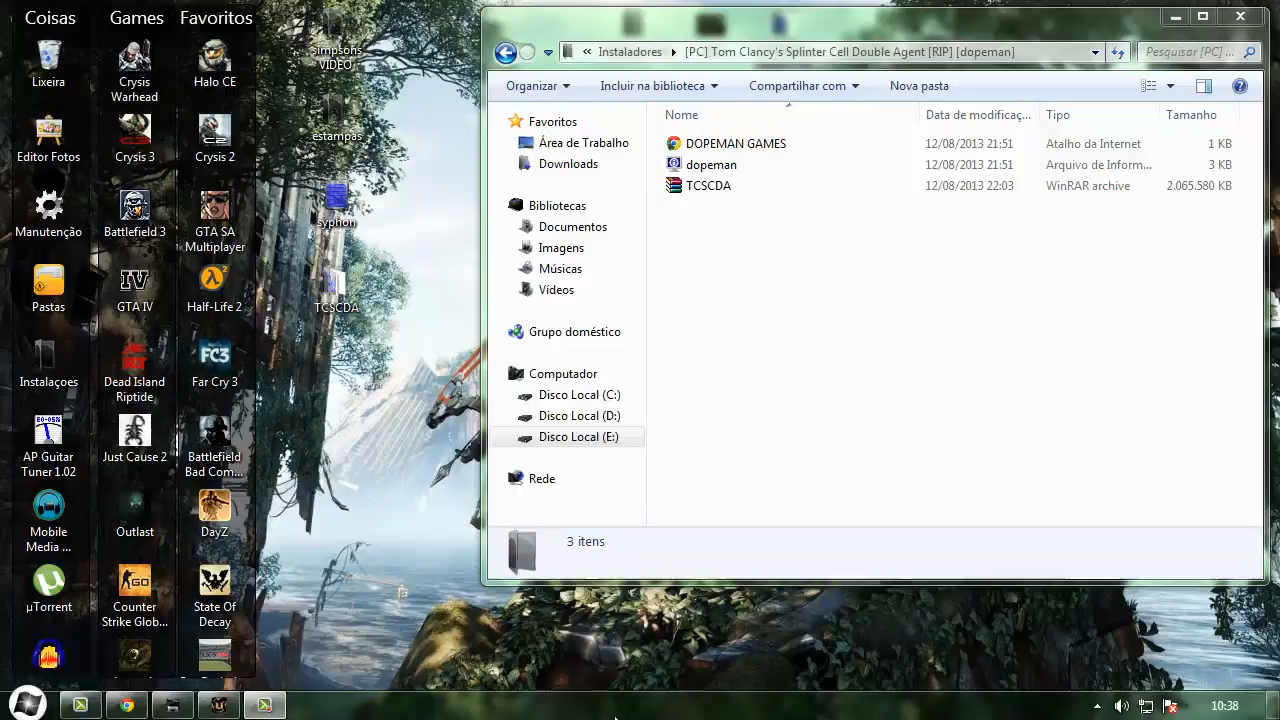 Coisas Games Favoritos
Lixeira
Crysis
Warhead
Halo CE
Editor Fotos
Crysis 3
Crysis 2
Manutenção
Battlefield 3
GTA SA
Multiplayer
Pastas
IV
GTA IV
Half-Life 2
Instalaçoes
Dead Island
Riptide
FC3
Far Cry 3
E0-05%
AP Guitar
Tuner 1.02
Just Cause 2
Battlefield
Bad Com...
Mobile
Media ...
Outlast
DayZ
µTorrent
GO
Counter
Strike Glob...
State Of
Decay
simpsons
VIDEO
estampas
syphon
TCSCDA
« Instaladores [PC] Tom Clancy's Splinter Cell Double Agent [RIP] [dopeman]
Pesquisar [PC] ...
Organizar Incluir na biblioteca Compartilhar com Nova pasta
Favoritos
Área de Trabalho
Downloads
Bibliotecas
Documentos
Imagens
Músicas
Vídeos
Grupo doméstico
Computador
Disco Local (C:)
Disco Local (D:)
Disco Local (E:)
Rede
Nome Data de modificaç... Tipo Tamanho
DOPEMAN GAMES 12/08/2013 21:51 Atalho da Internet 1 KB
dopeman 12/08/2013 21:51 Arquivo de Inform... 3 KB
TCSCDA 12/08/2013 22:03 WinRAR archive 2.065.580 KB
3 itens
10:38